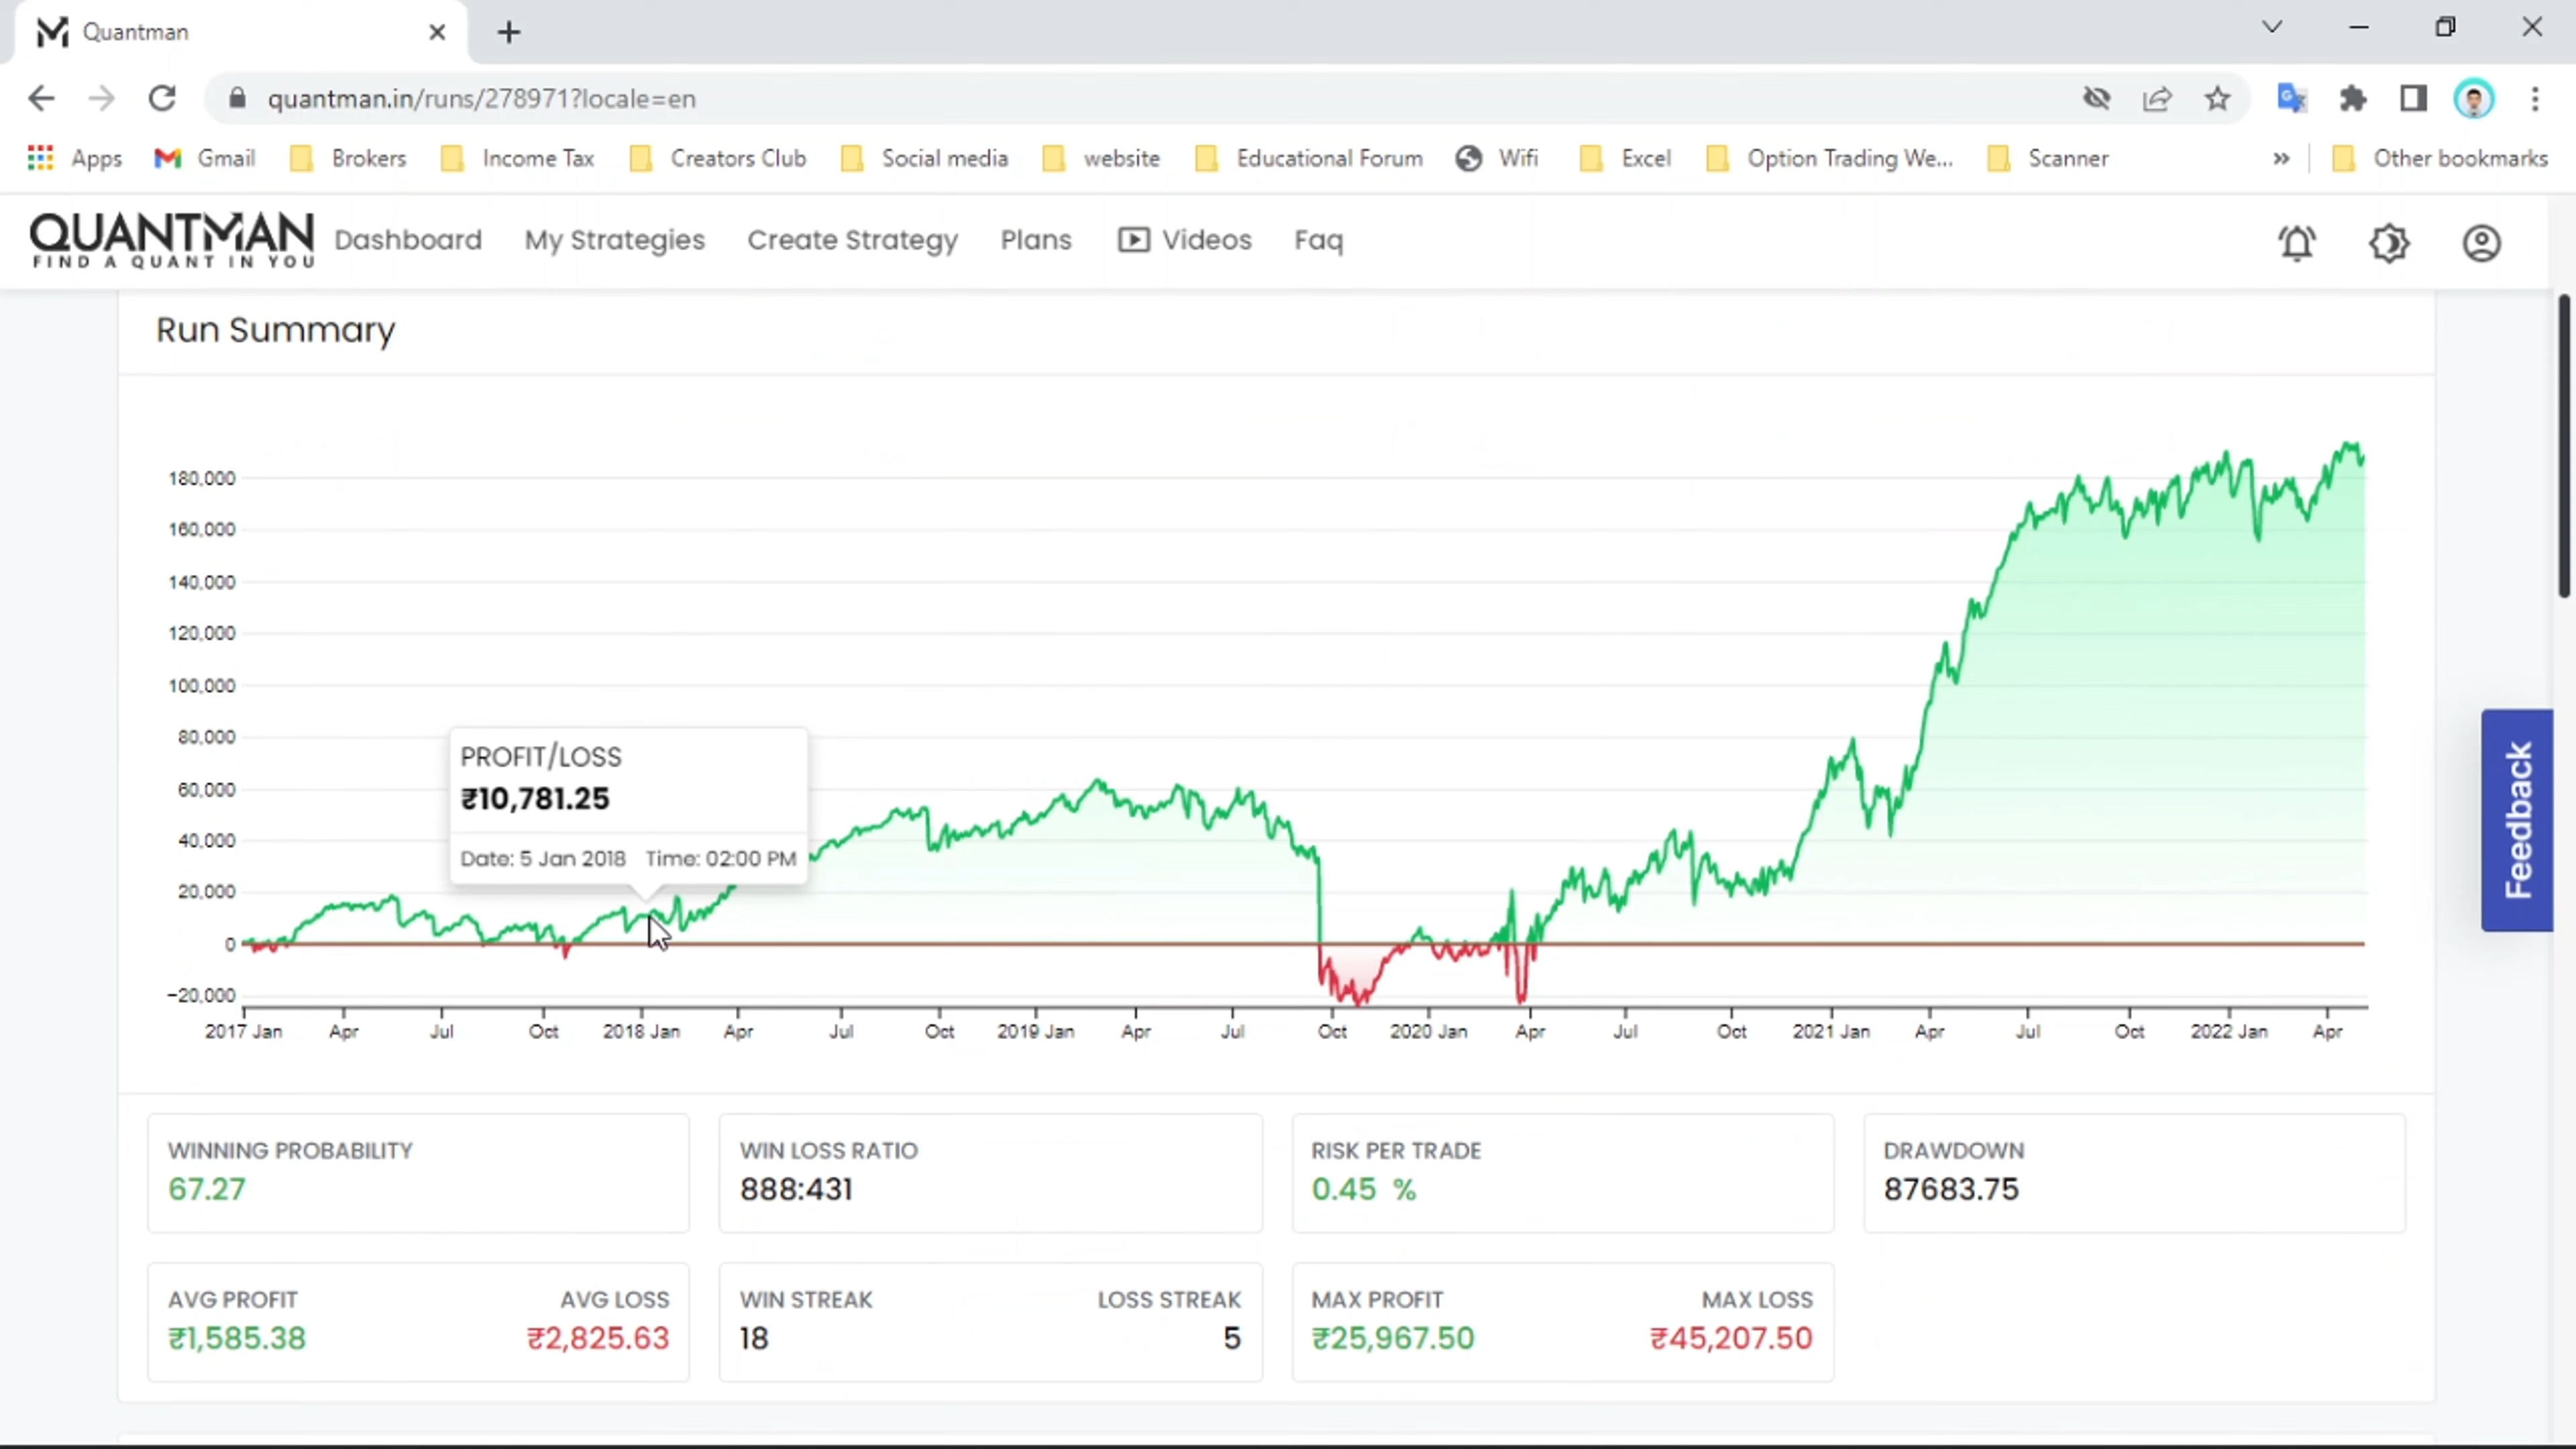 Quantman
quantman.in/runs/278971?locale=en
Apps Gmail Brokers Income Tax Creators Club Social media website Educational Forum Wifi Excel Option Trading We... Scanner » Other bookmarks
QUANTMAN
FIND A QUANT IN YOU
Dashboard My Strategies Create Strategy Plans Videos Faq
Run Summary
180,000
160,000
140,000
120,000
100,000
80,000
60,000
40,000
20,000
0
−20,000
PROFIT/LOSS
₹10,781.25
Date: 5 Jan 2018 Time: 02:00 PM
2017 Jan Apr Jul Oct 2018 Jan Apr Jul Oct 2019 Jan Apr Jul Oct 2020 Jan Apr Jul Oct 2021 Jan Apr Jul Oct 2022 Jan Apr
Feedback
WINNING PROBABILITY
67.27
WIN LOSS RATIO
888:431
RISK PER TRADE
0.45 %
DRAWDOWN
87683.75
AVG PROFIT AVG LOSS
₹1,585.38 ₹2,825.63
WIN STREAK LOSS STREAK
18 5
MAX PROFIT MAX LOSS
₹25,967.50 ₹45,207.50